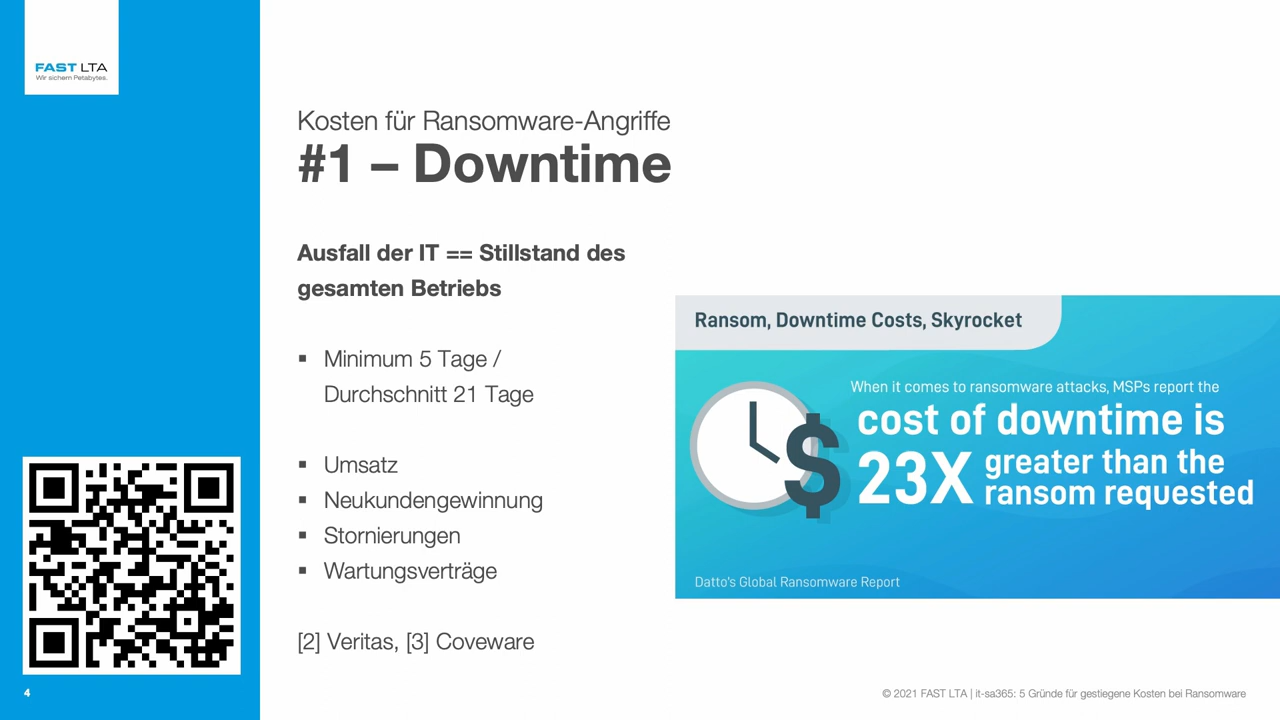 FAST LTA
Wir sichern Petabytes.
Kosten für Ransomware-Angriffe
#1 – Downtime
Ausfall der IT == Stillstand des
gesamten Betriebs
▪ Minimum 5 Tage /
Durchschnitt 21 Tage
▪ Umsatz
▪ Neukundengewinnung
▪ Stornierungen
▪ Wartungsverträge
[2] Veritas, [3] Coveware
Ransom, Downtime Costs, Skyrocket
When it comes to ransomware attacks, MSPs report the
cost of downtime is
23X greater than the
ransom requested
$
Datto's Global Ransomware Report
4
© 2021 FAST LTA | it-sa365: 5 Gründe für gestiegene Kosten bei Ransomware